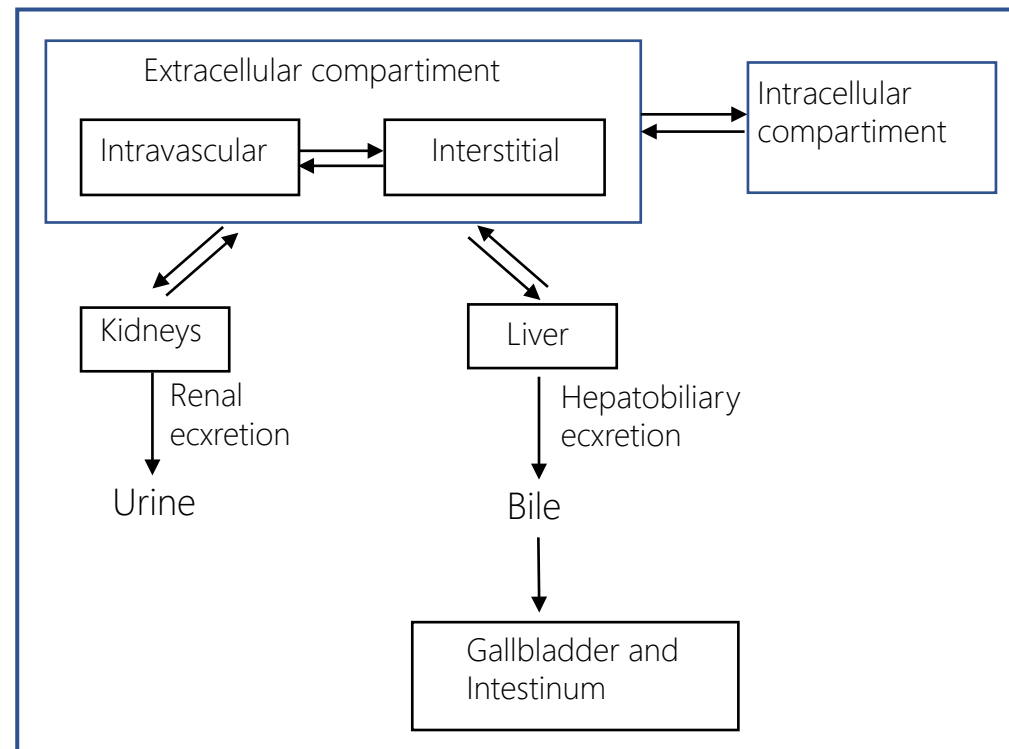 Extracellular compartiment
Intracellular
compartiment
Intravascular
Interstitial
Kidneys
Liver
Renal
ecxretion
Hepatobiliary
ecxretion
Urine
Bile
Gallbladder and
Intestinum